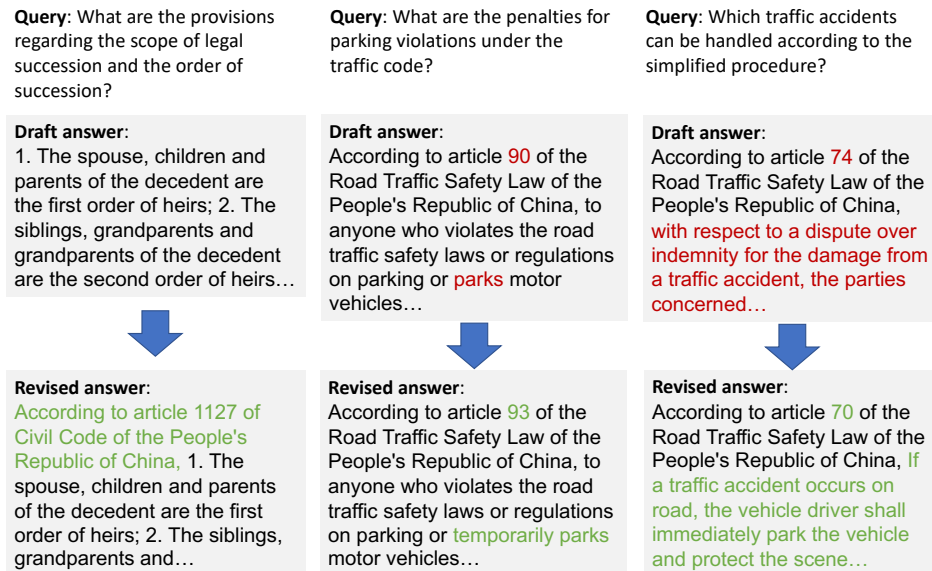 Query: What are the provisions
regarding the scope of legal
succession and the order of
succession?
Draft answer:
1. The spouse, children and
parents of the decedent are
the first order of heirs; 2. The
siblings, grandparents and
grandparents of the decedent
are the second order of heirs…
Revised answer:
According to article 1127 of
Civil Code of the People's
Republic of China, 1. The
spouse, children and parents
of the decedent are the first
order of heirs; 2. The siblings,
grandparents and…
Query: What are the penalties for
parking violations under the
traffic code?
Draft answer:
According to article 90 of the
Road Traffic Safety Law of the
People's Republic of China, to
anyone who violates the road
traffic safety laws or regulations
on parking or parks motor
vehicles…
Revised answer:
According to article 93 of the
Road Traffic Safety Law of the
People's Republic of China, to
anyone who violates the road
traffic safety laws or regulations
on parking or temporarily parks
motor vehicles…
Query: Which traffic accidents
can be handled according to the
simplified procedure?
Draft answer:
According to article 74 of the
Road Traffic Safety Law of the
People's Republic of China,
with respect to a dispute over
indemnity for the damage from
a traffic accident, the parties
concerned…
Revised answer:
According to article 70 of the
Road Traffic Safety Law of the
People's Republic of China, If
a traffic accident occurs on
road, the vehicle driver shall
immediately park the vehicle
and protect the scene…